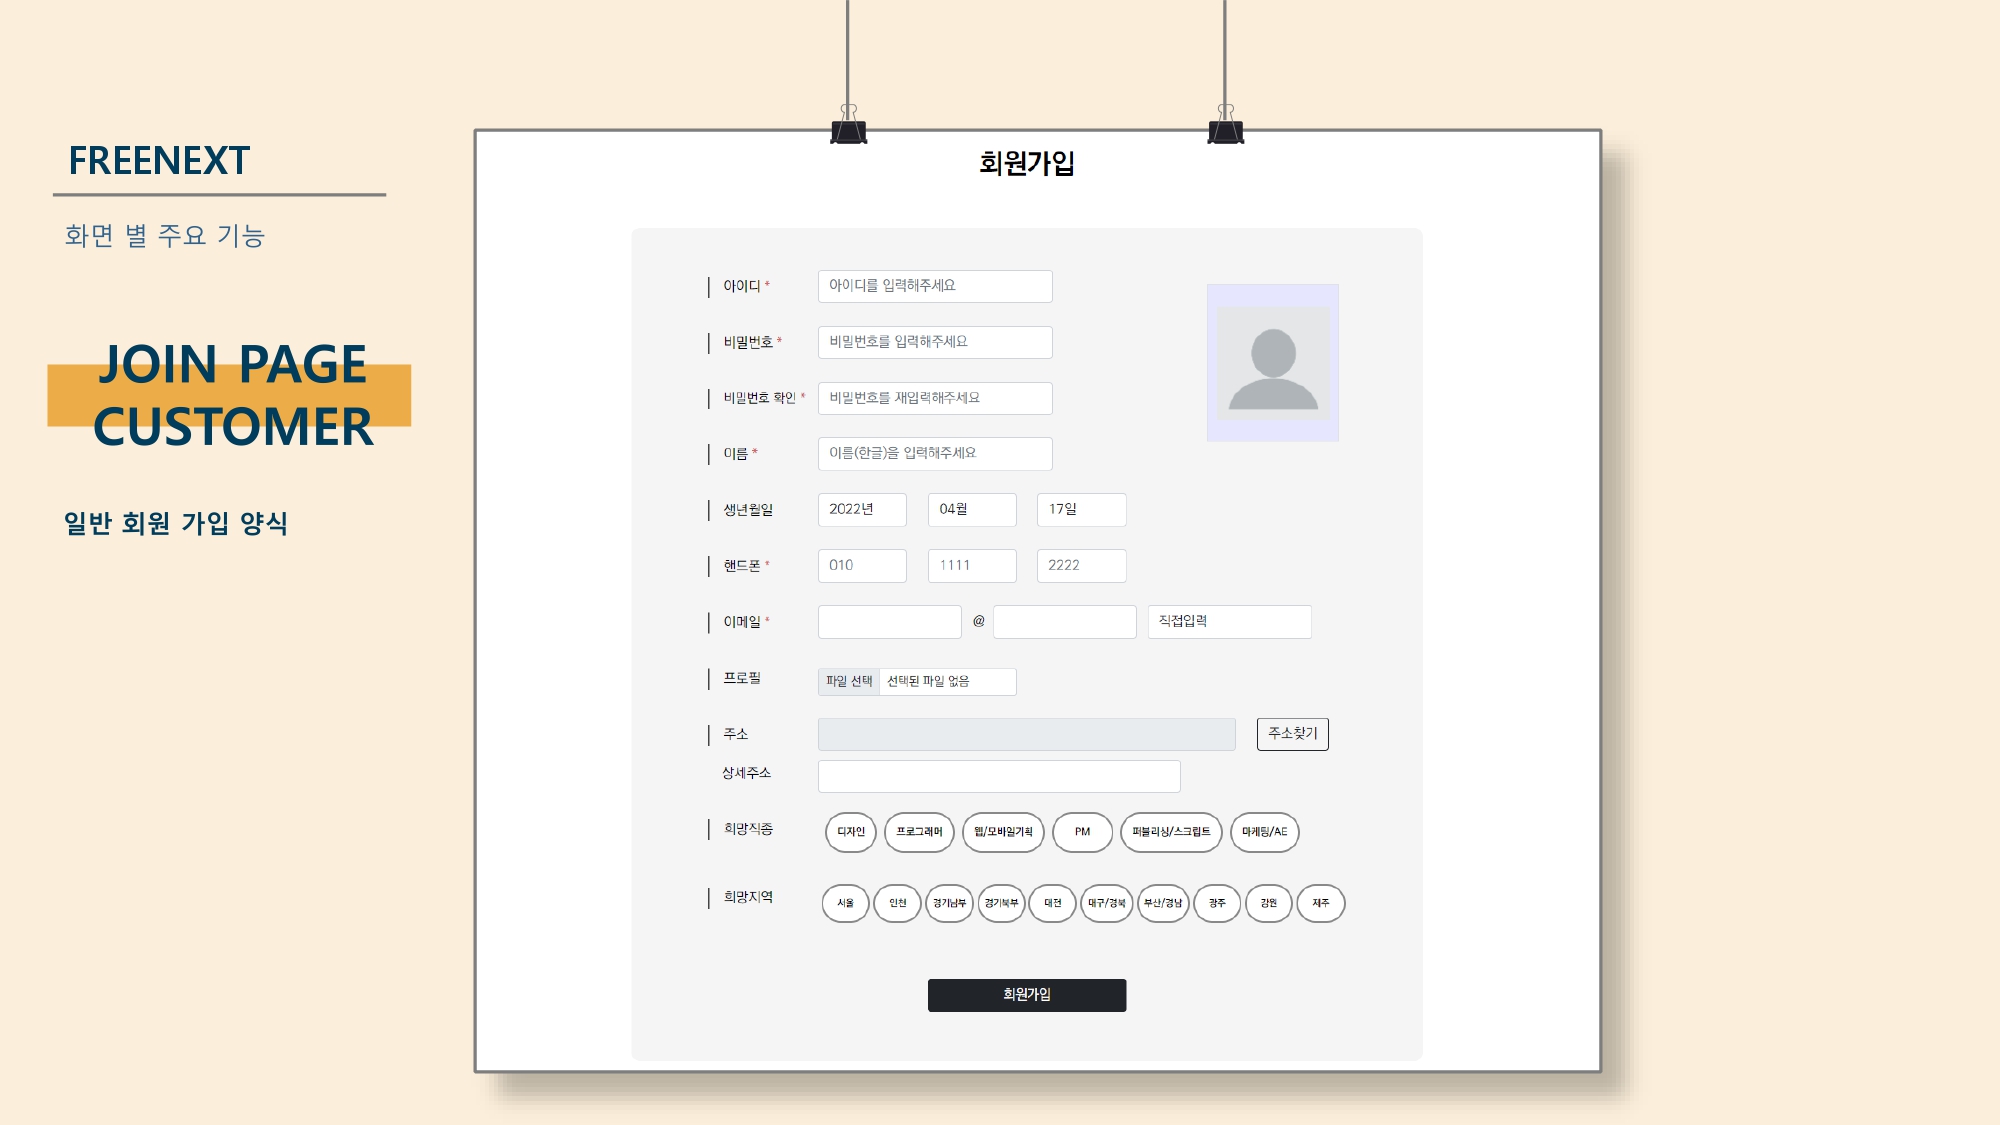 FREENEXT
화면 별 주요 기능
JOIN PAGE
CUSTOMER
일반 회원 가입 양식
회원가입
아이디 * 아이디를 입력해주세요
비밀번호 * 비밀번호를 입력해주세요
비밀번호 확인 * 비밀번호를 재입력해주세요
이름 * 이름(한글)을 입력해주세요
생년월일 2022년 04월 17일
핸드폰 * 010 1111 2222
이메일 * @ 직접입력
프로필 파일 선택 선택된 파일 없음
주소 주소찾기
상세주소
희망직종 디자인 프로그래머 웹/모바일기획 PM 퍼블리싱/스크립트 마케팅/AE
희망지역 서울 인천 경기남부 경기북부 대전 대구/경북 부산/경남 광주 강원 제주
회원가입